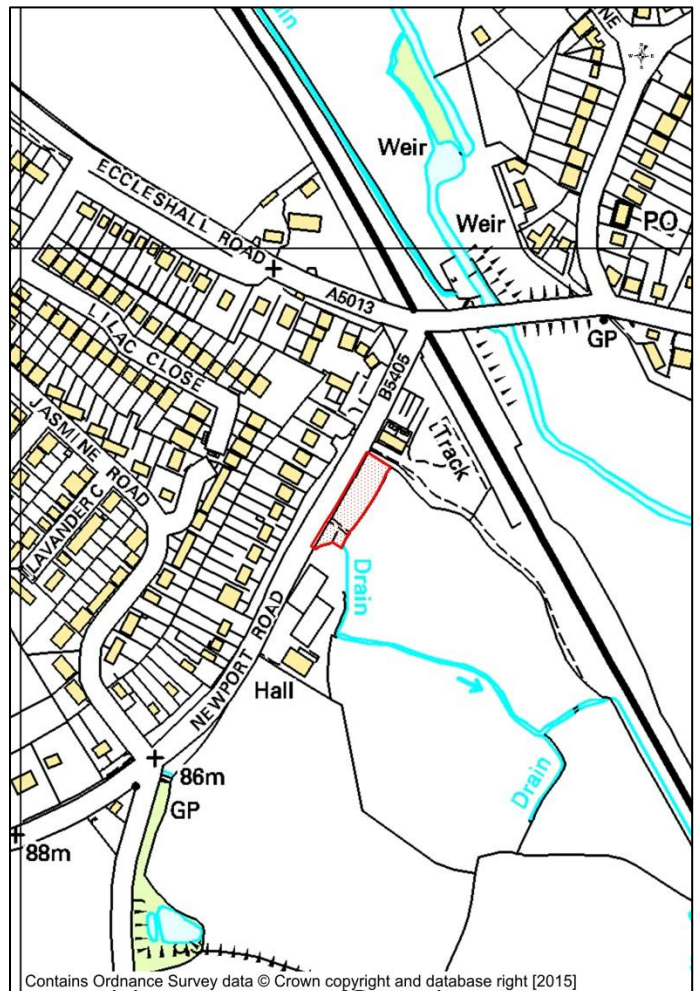 NE
ain
Weir
ECCLESHALL ROAD
Weir
PO
A5013
GP
LILAC CLOSE
B5405
JASMINE ROAD
Track
LAVANDER C
Drain
NEWPORT ROAD
Hall
Drain
86m
GP
88m
Contains Ordnance Survey data © Crown copyright and database right [2015]